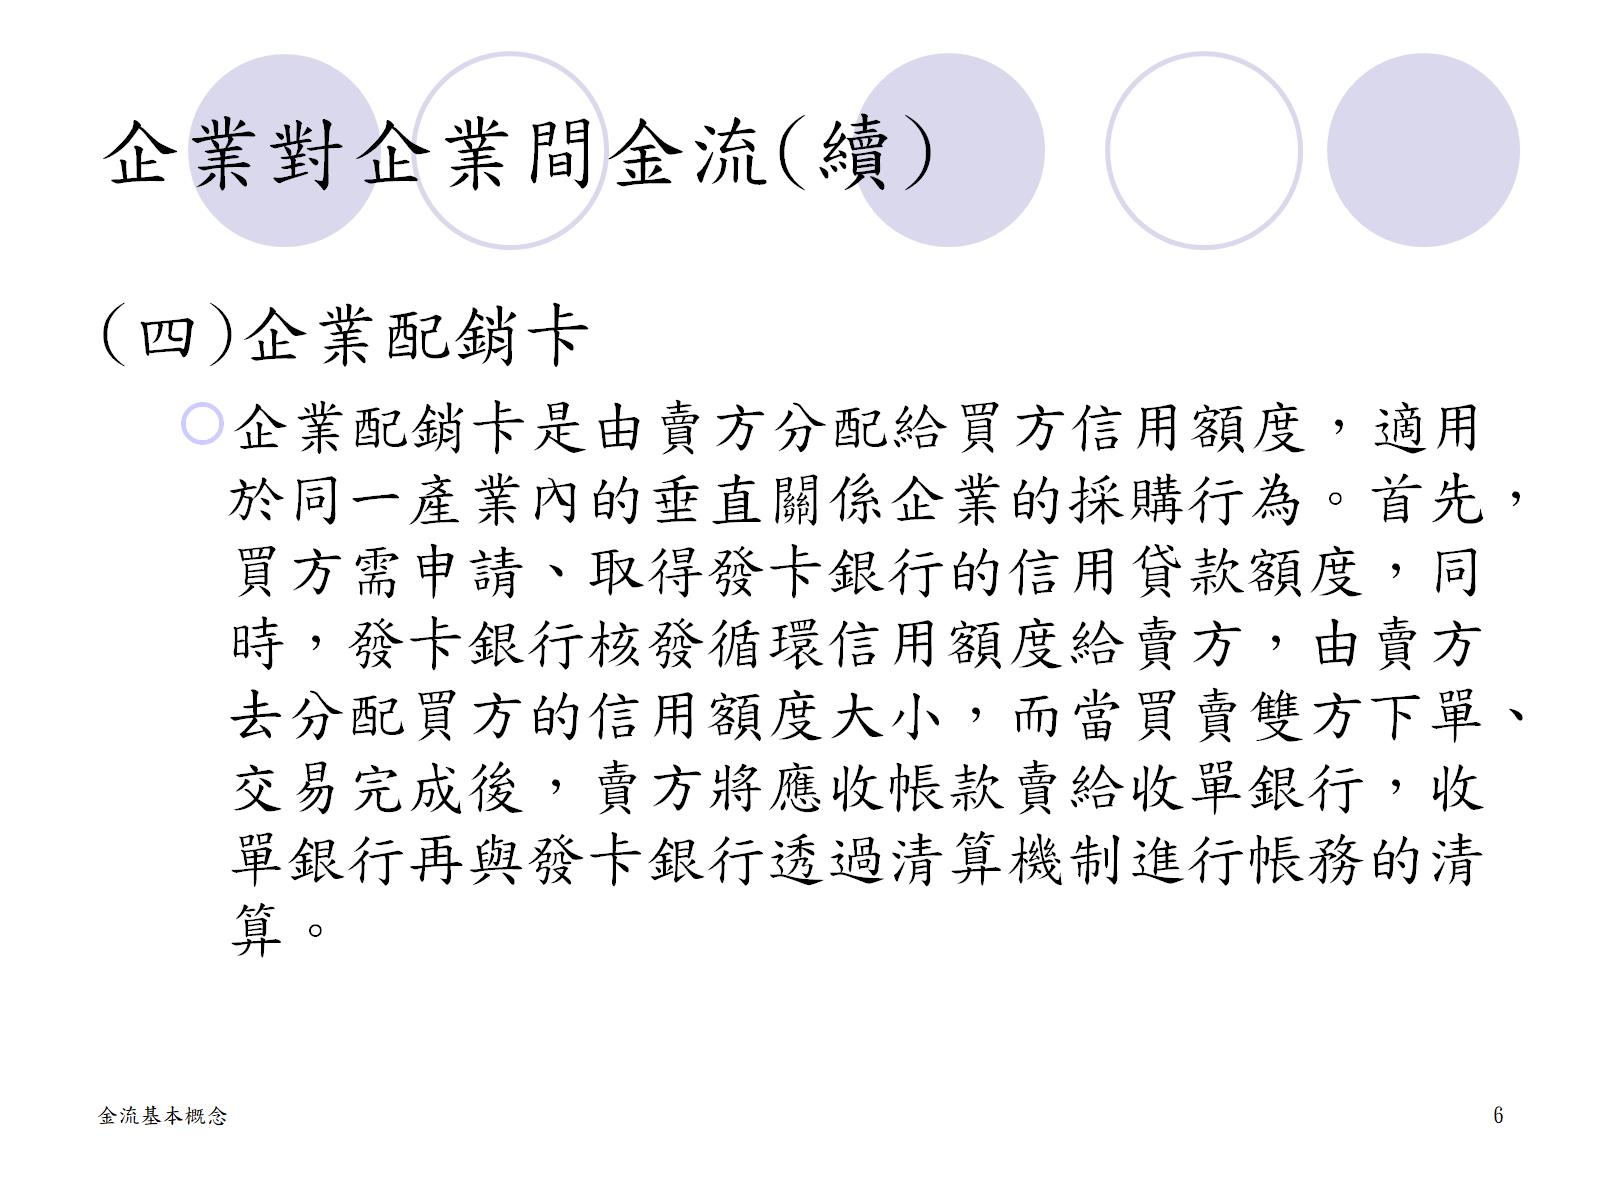 企業對企業間金流(續)
(四)企業配銷卡
企業配銷卡是由賣方分配給買方信用額度，適用
於同一產業內的垂直關係企業的採購行為。首先，
買方需申請、取得發卡銀行的信用貸款額度，同
時，發卡銀行核發循環信用額度給賣方，由賣方
去分配買方的信用額度大小，而當買賣雙方下單、
交易完成後，賣方將應收帳款賣給收單銀行，收
單銀行再與發卡銀行透過清算機制進行帳務的清
算。
金流基本概念
6